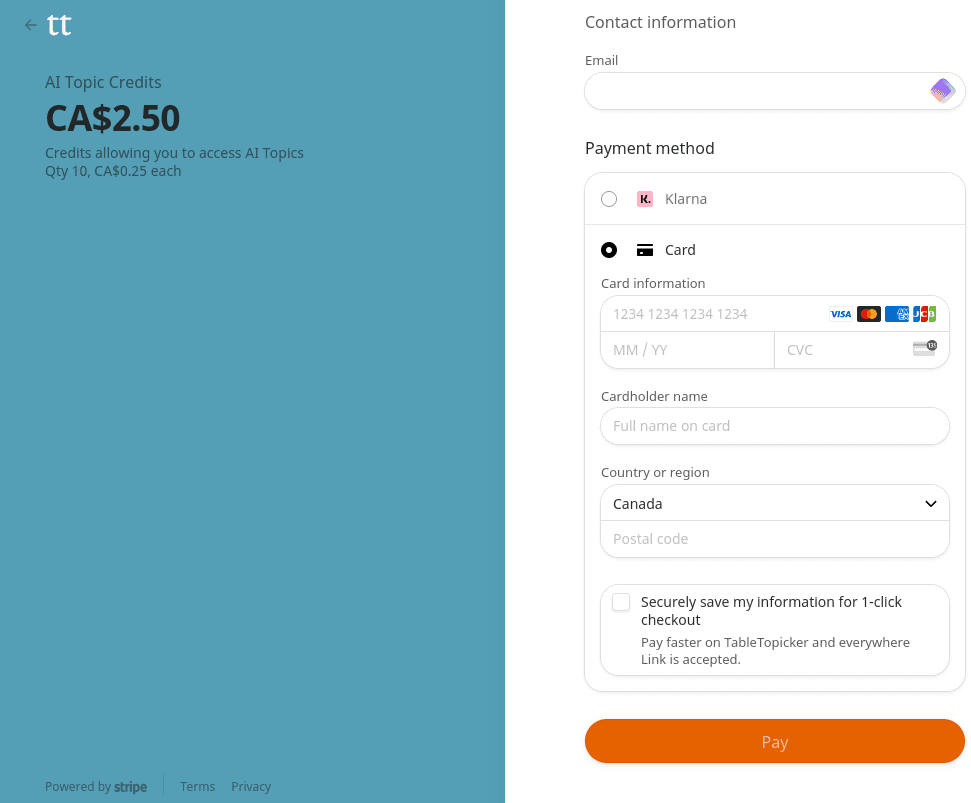 tt
AI Topic Credits
CA$2.50
Credits allowing you to access AI Topics
Qty 10, CA$0.25 each
Powered by stripe
Terms
Privacy
Contact information
Email
Payment method
K.
Klarna
Card
Card information
1234 1234 1234 1234
VISA
JCB
MM / YY
CVC
135
Cardholder name
Full name on card
Country or region
Canada
Postal code
Securely save my information for 1-click
checkout
Pay faster on TableTopicker and everywhere
Link is accepted.
Pay